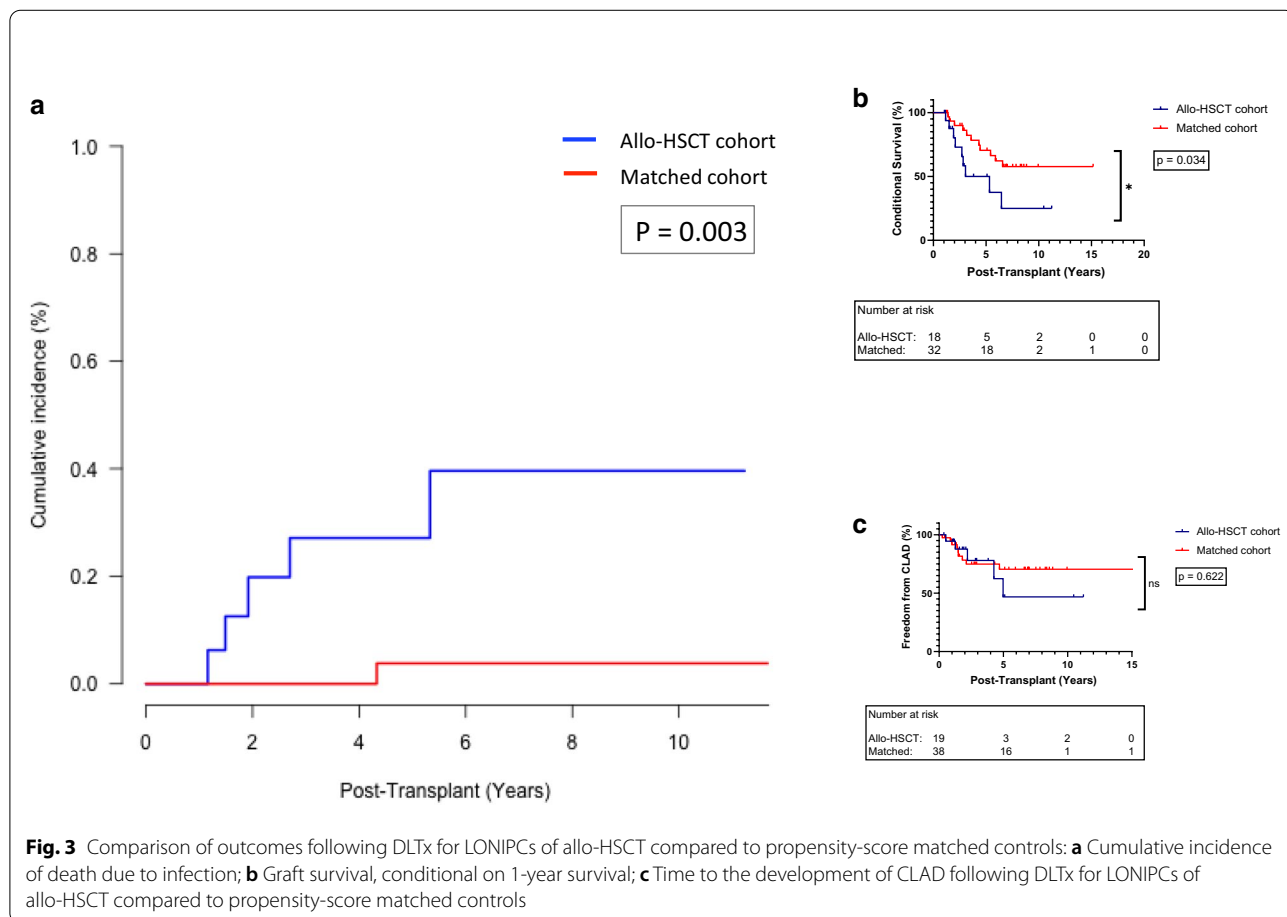 a
Allo-HSCT cohort
Matched cohort
P = 0.003
Cumulative incidence (%)
1.0
0.8
0.6
0.4
0.2
0.0
0 2 4 6 8 10
Post-Transplant (Years)
b
Allo-HSCT cohort
Matched cohort
p = 0.034
*
Conditional Survival (%)
100
50
0
0 5 10 15 20
Post-Transplant (Years)
Number at risk
Allo-HSCT: 18 5 2 0 0
Matched: 32 18 2 1 0
c
Allo-HSCT cohort
Matched cohort
p = 0.622
ns
Freedom from CLAD (%)
100
50
0
0 5 10 15
Post-Transplant (Years)
Number at risk
Allo-HSCT: 19 3 2 0
Matched: 38 16 1 1
Fig. 3 Comparison of outcomes following DLTx for LONIPCs of allo-HSCT compared to propensity-score matched controls: a Cumulative incidence
of death due to infection; b Graft survival, conditional on 1-year survival; c Time to the development of CLAD following DLTx for LONIPCs of
allo-HSCT compared to propensity-score matched controls